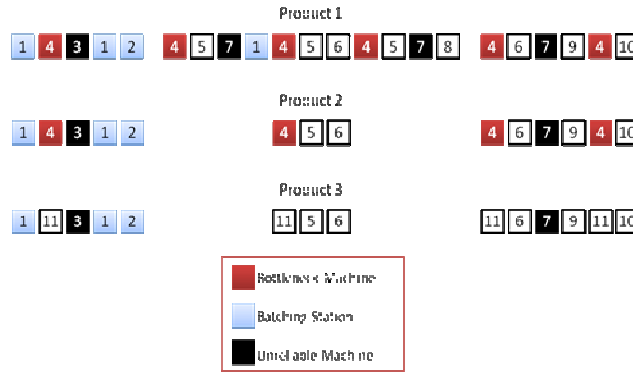 Product 1
1 4 3 1 2 4 5 7 1 4 5 6 4 5 7 8 4 6 7 9 4 10
Product 2
1 4 3 1 2 4 5 6 4 6 7 9 4 10
Product 3
1 11 3 1 2 11 5 6 11 6 7 9 11 10
Bottleneck Machine
Batching Station
Unreliable Machine